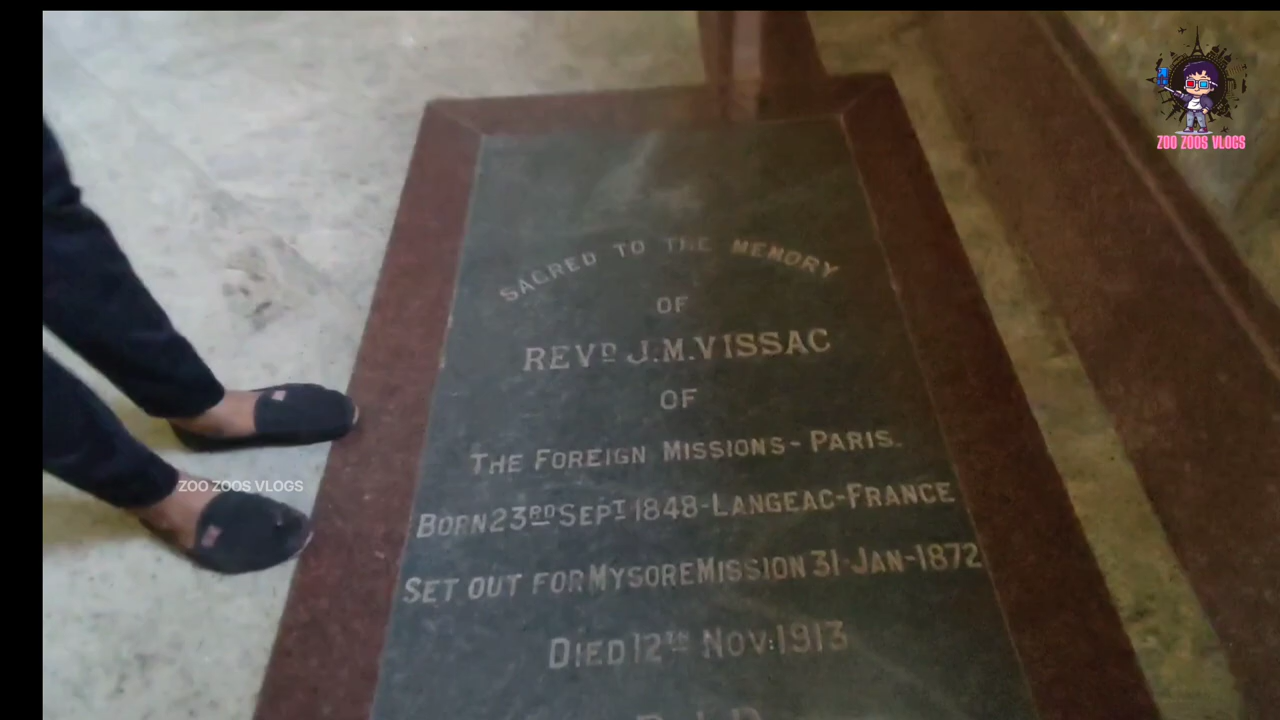 ZOO ZOOS VLOGS
SACRED TO THE MEMORY
OF
REVD J.M.VISSAC
OF
THE FOREIGN MISSIONS-PARIS.
BORN 23RD SEPT 1848-LANGEAC-FRANCE
SET OUT FOR MYSORE MISSION 31-JAN-1872
DIED 12TH NOV:1913
ZOO ZOOS VLOGS